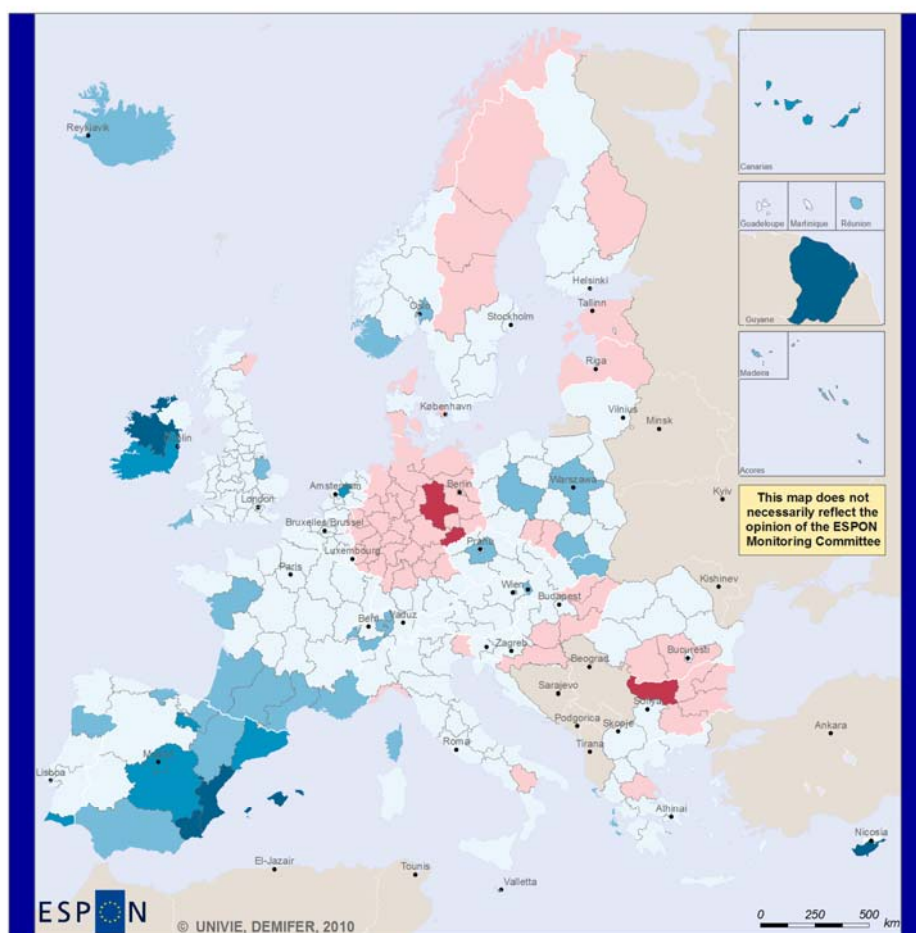 Reykjavik
Canarias
Guadeloupe
Martinique
Réunion
Guyane
Madeira
Acores
This map does not
necessarily reflect the
opinion of the ESPON
Monitoring Committee
Oslo
Helsinki
Tallinn
Stockholm
Riga
København
Vilnius
Minsk
Dublin
Amsterdam
Berlin
Warszawa
London
Kyiv
Bruxelles/Brussel
Praha
Luxembourg
Paris
Wien
Kishinev
Budapest
Bern
Vaduz
Zagreb
Bucuresti
Beograd
Sarajevo
Sofiya
Podgorica
Skopje
Ankara
Roma
Tirana
Lisboa
Athinai
Nicosia
El-Jazair
Tounis
Valletta
ESPON
© UNIVIE, DEMIFER, 2010
0 250 500
km